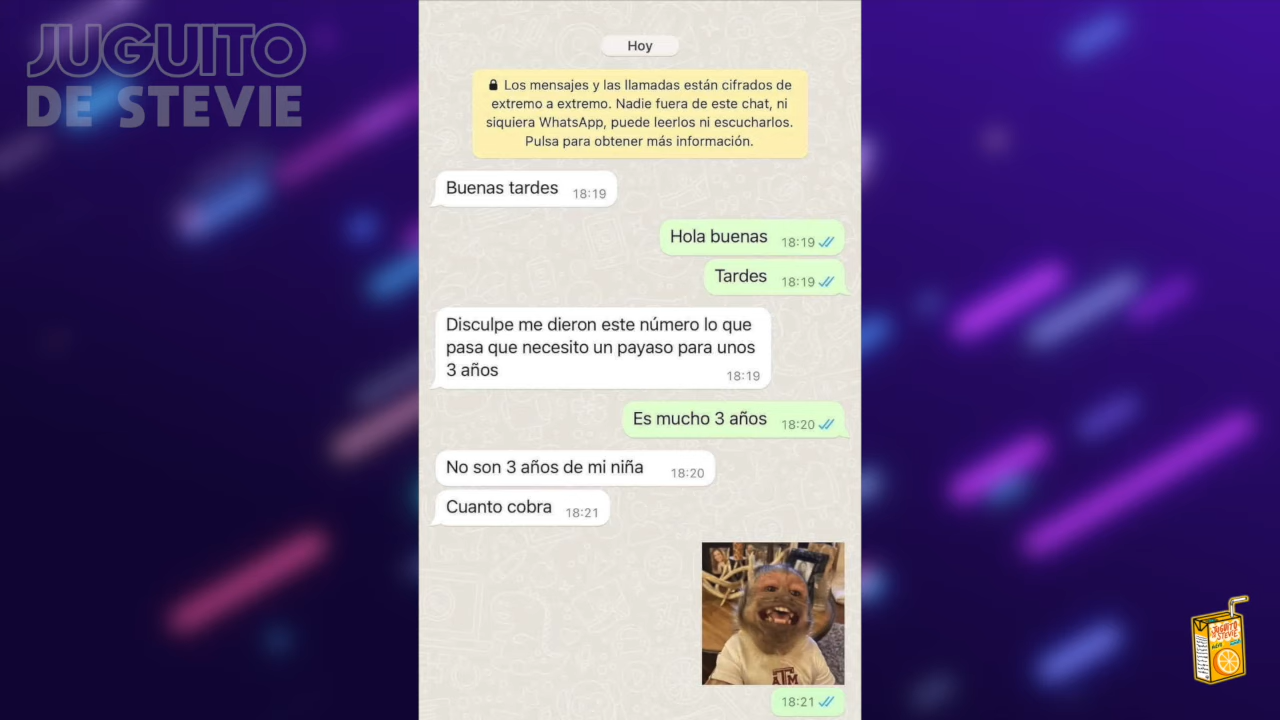 JUGUITO
DE STEVIE
Hoy
Los mensajes y las llamadas están cifrados de
extremo a extremo. Nadie fuera de este chat, ni
siquiera WhatsApp, puede leerlos ni escucharlos.
Pulsa para obtener más información.
Buenas tardes 18:19
Hola buenas 18:19
Tardes 18:19
Disculpe me dieron este número lo que
pasa que necesito un payaso para unos
3 años 18:19
Es mucho 3 años 18:20
No son 3 años de mi niña 18:20
Cuanto cobra 18:21
ATM
18:21
JUGUITO
DE STEVIE